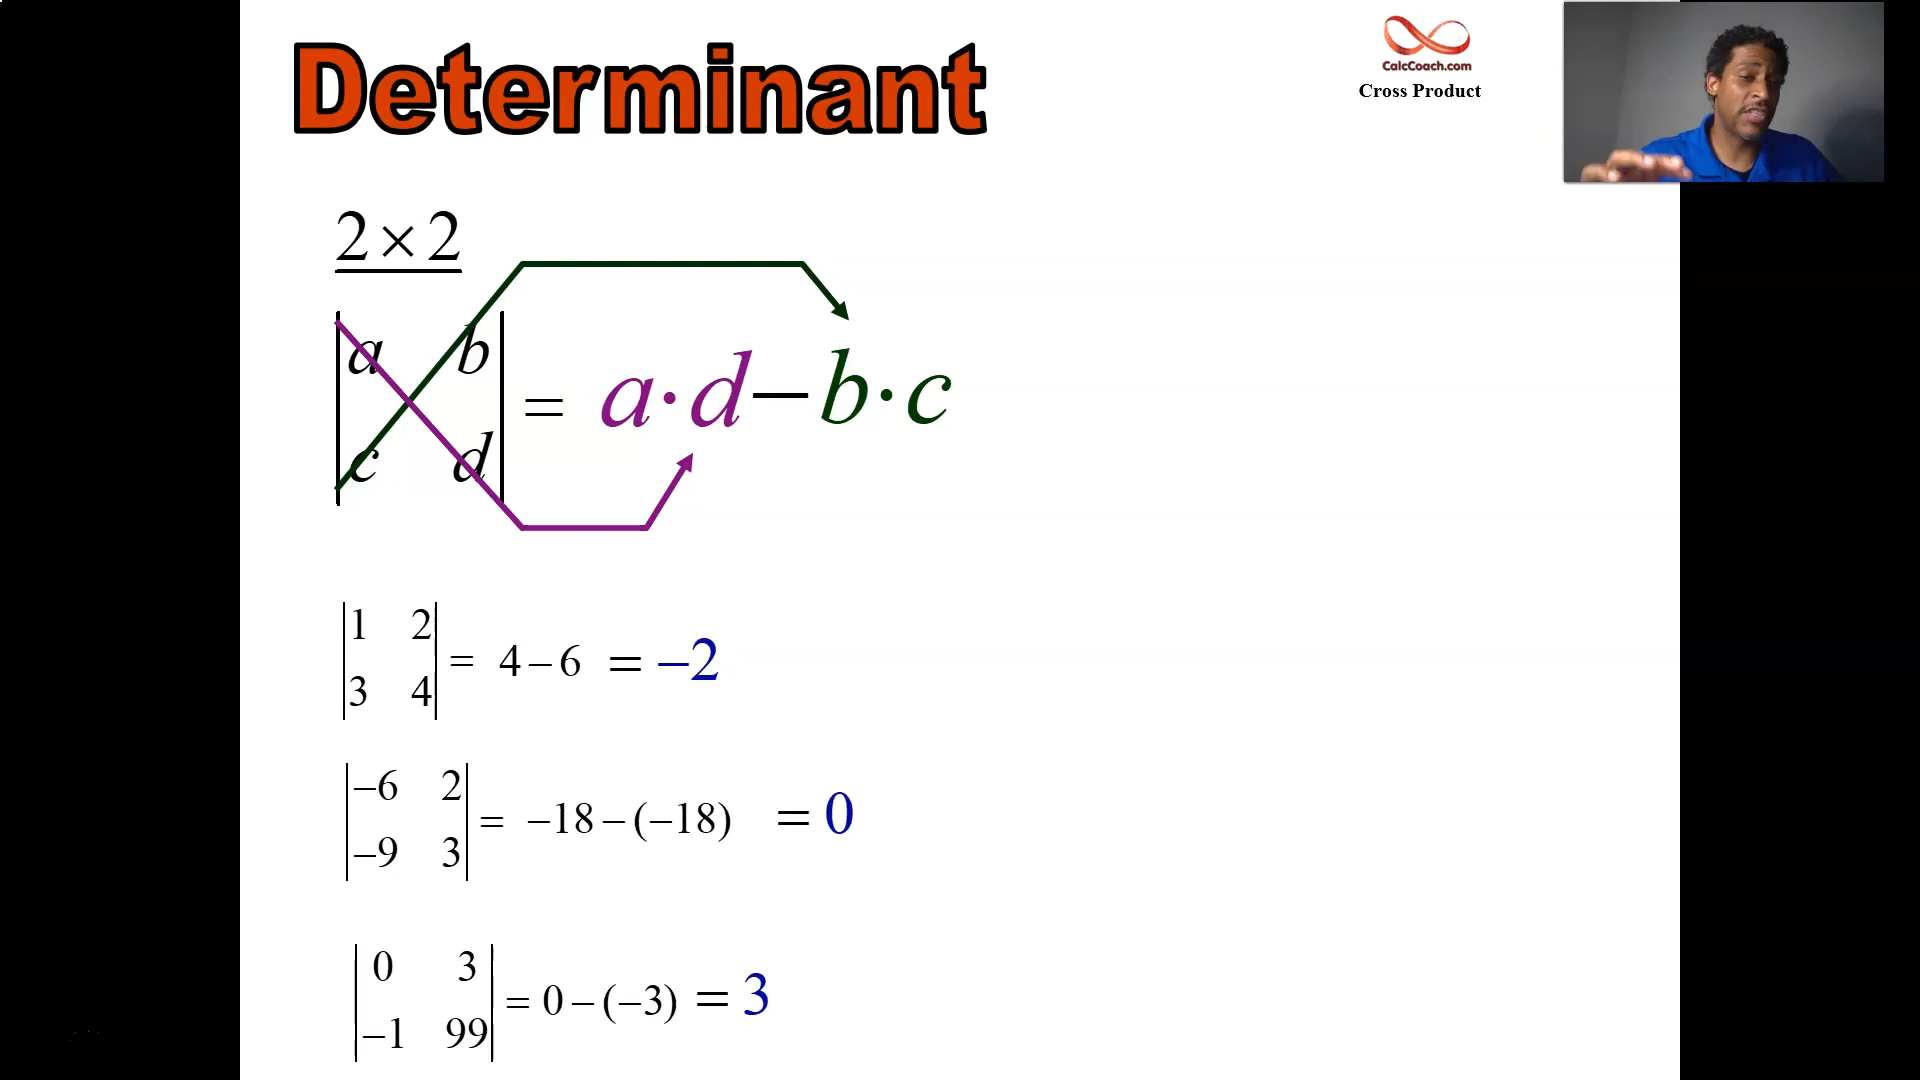 Determinant
CalcCoach.com
Cross Product
2×2
a b
c d
= a·d−b·c
1 2
3 4
= 4−6 = −2
−6 2
−9 3
= −18−(−18) = 0
0 3
−1 99
= 0−(−3) = 3